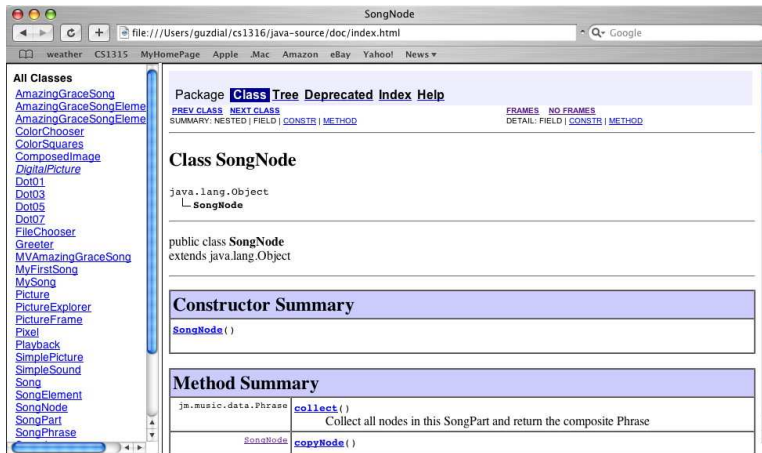 SongNode
file:///Users/guzdial/cs1316/java-source/doc/index.html
Google
weather CS1315 MyHomePage Apple .Mac Amazon eBay Yahoo! News
All Classes
AmazingGraceSong
AmazingGraceSongEleme
AmazingGraceSongEleme
ColorChooser
ColorSquares
ComposedImage
DigitalPicture
Dot01
Dot03
Dot05
Dot07
FileChooser
Greeter
MVAmazingGraceSong
MyFirstSong
MySong
Picture
PictureExplorer
PictureFrame
Pixel
Playback
SimplePicture
SimpleSound
Song
SongElement
SongNode
SongPart
SongPhrase
Package Class Tree Deprecated Index Help
PREV CLASS NEXT CLASS FRAMES NO FRAMES
SUMMARY: NESTED | FIELD | CONSTR | METHOD DETAIL: FIELD | CONSTR | METHOD
Class SongNode
java.lang.Object
SongNode
public class SongNode
extends java.lang.Object
Constructor Summary
SongNode()
Method Summary
jm.music.data.Phrase collect()
Collect all nodes in this SongPart and return the composite Phrase
SongNode copyNode()